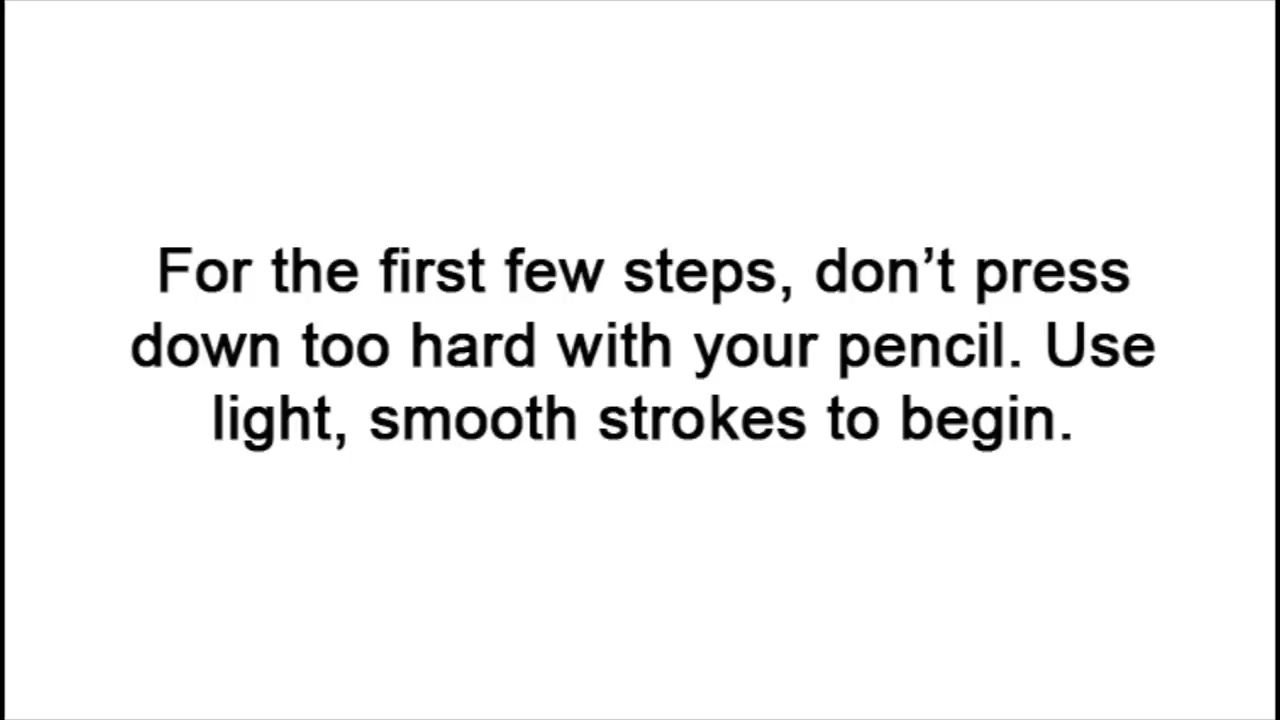 For the first few steps, don’t press
down too hard with your pencil. Use
light, smooth strokes to begin.